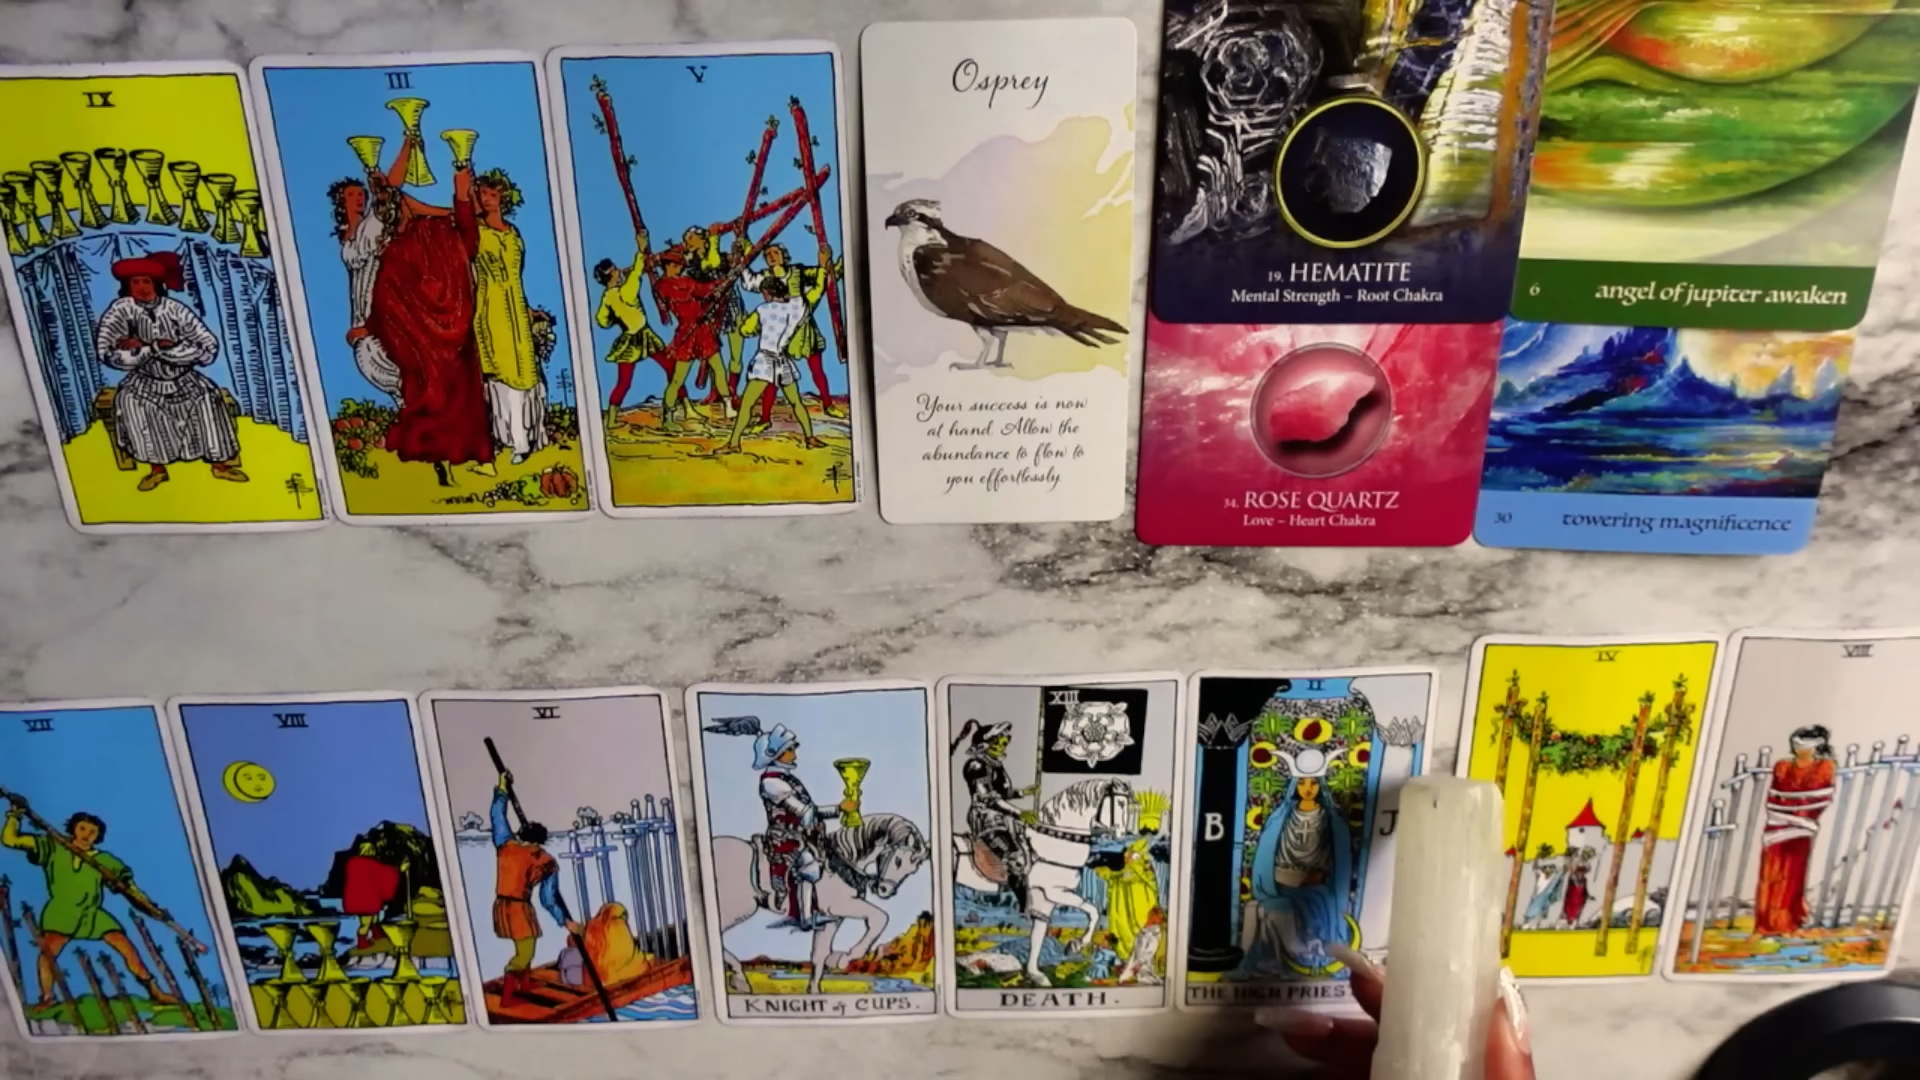 IX
III
V
Osprey
Your success is now
at hand. Allow the
abundance to flow to
you effortlessly.
19. HEMATITE
Mental Strength – Root Chakra
6 angel of jupiter awaken
34. ROSE QUARTZ
Love – Heart Chakra
30 towering magnificence
VII
VIII
VI
KNIGHT of CUPS.
XIII
DEATH.
II
B
J
THE HIGH PRIEST
IV
VIII